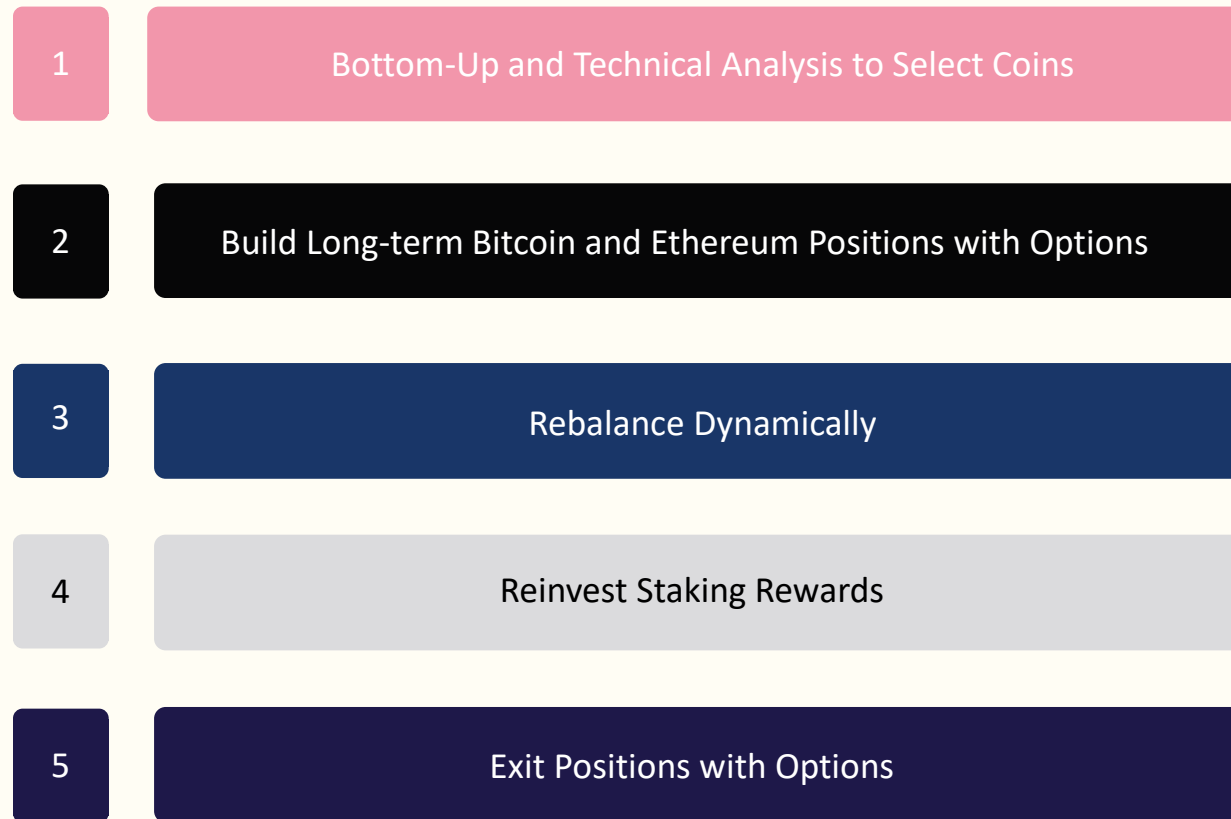 1
Bottom-Up and Technical Analysis to Select Coins
2
Build Long-term Bitcoin and Ethereum Positions with Options
3
Rebalance Dynamically
4
Reinvest Staking Rewards
5
Exit Positions with Options